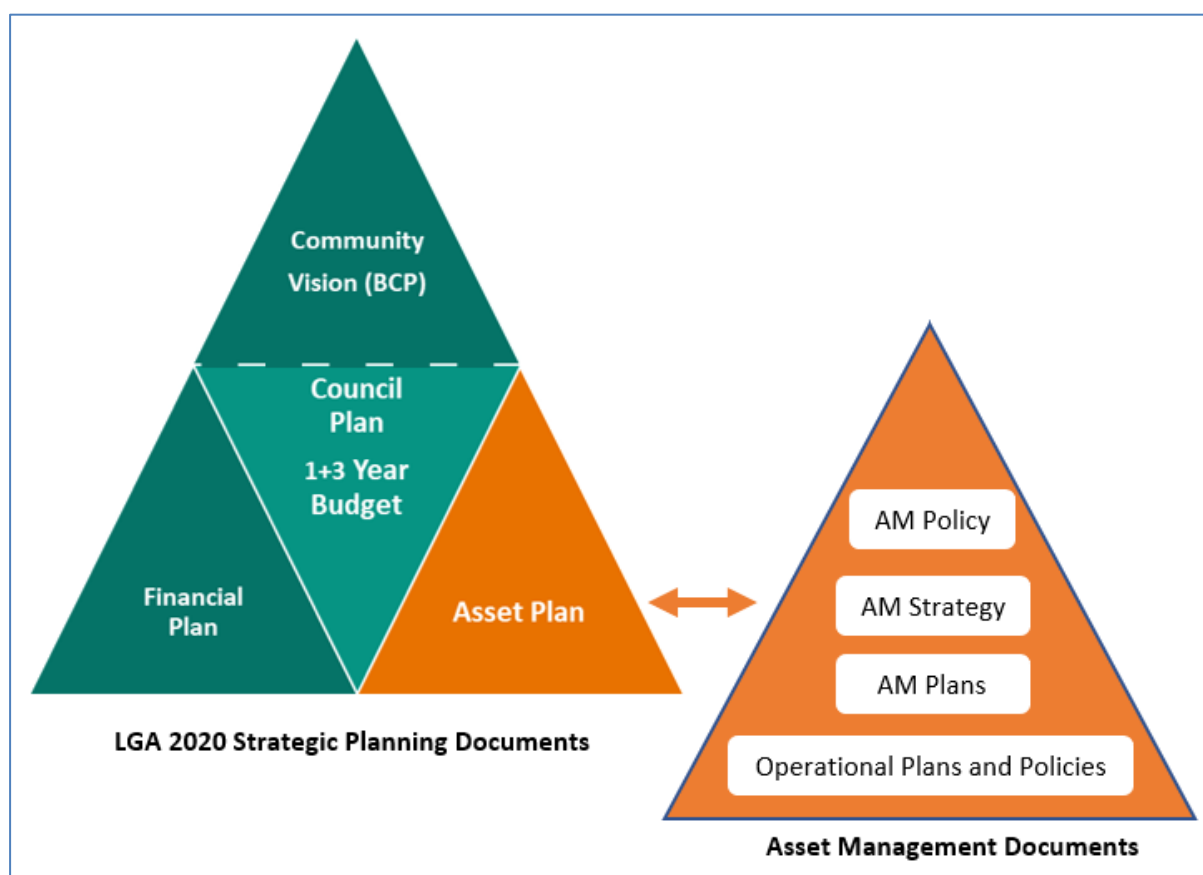 Community
Vision (BCP)
Council
Plan
1+3 Year
Budget
Financial
Plan
Asset Plan
LGA 2020 Strategic Planning Documents
AM Policy
AM Strategy
AM Plans
Operational Plans and Policies
Asset Management Documents